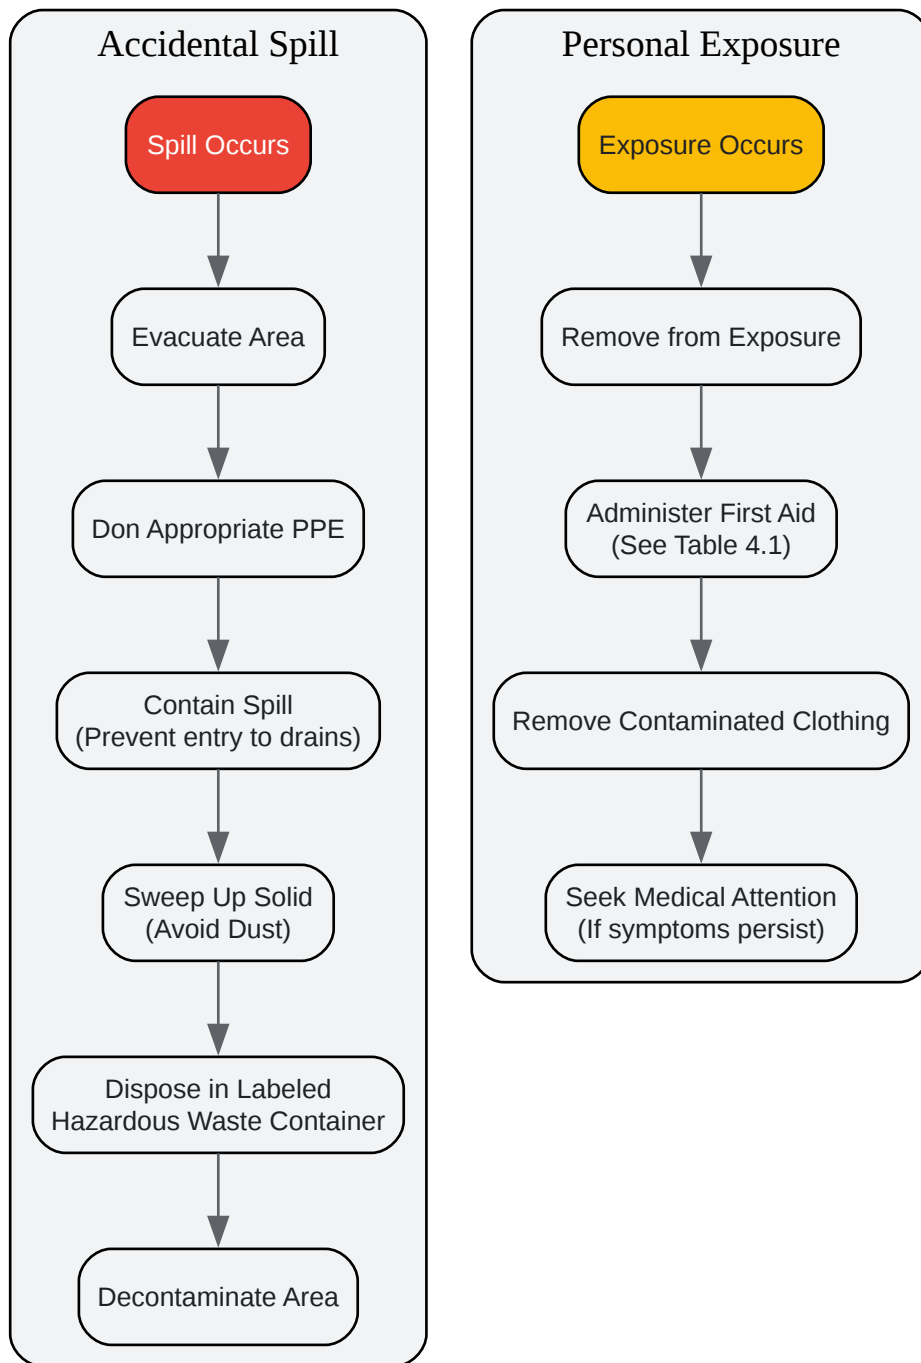 Accidental Spill
Spill Occurs
Evacuate Area
Don Appropriate PPE
Contain Spill
(Prevent entry to drains)
Sweep Up Solid
(Avoid Dust)
Dispose in Labeled
Hazardous Waste Container
Decontaminate Area
Personal Exposure
Exposure Occurs
Remove from Exposure
Administer First Aid
(See Table 4.1)
Remove Contaminated Clothing
Seek Medical Attention
(If symptoms persist)